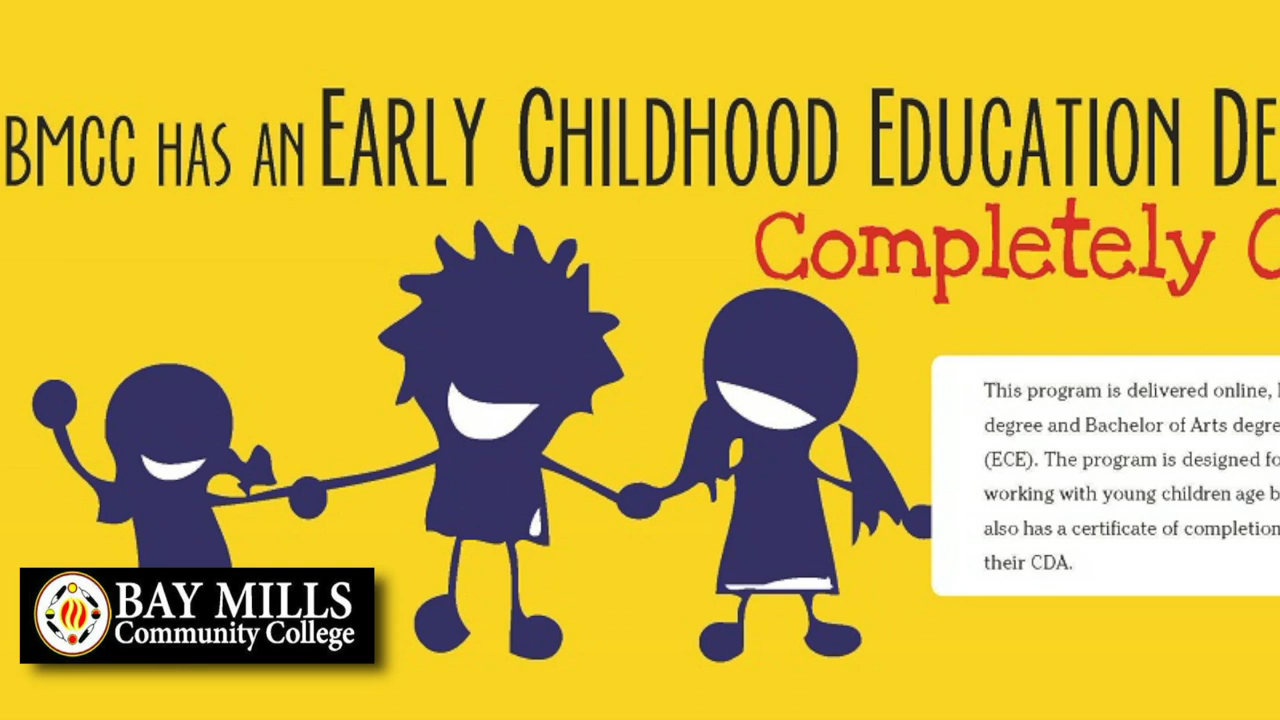 BMCC HAS AN EARLY CHILDHOOD EDUCATION DE
Completely
This program is delivered online,
degree and Bachelor of Arts degre
(ECE). The program is designed fo
working with young children age b
also has a certificate of completion
their CDA.
BAY MILLS
Community College